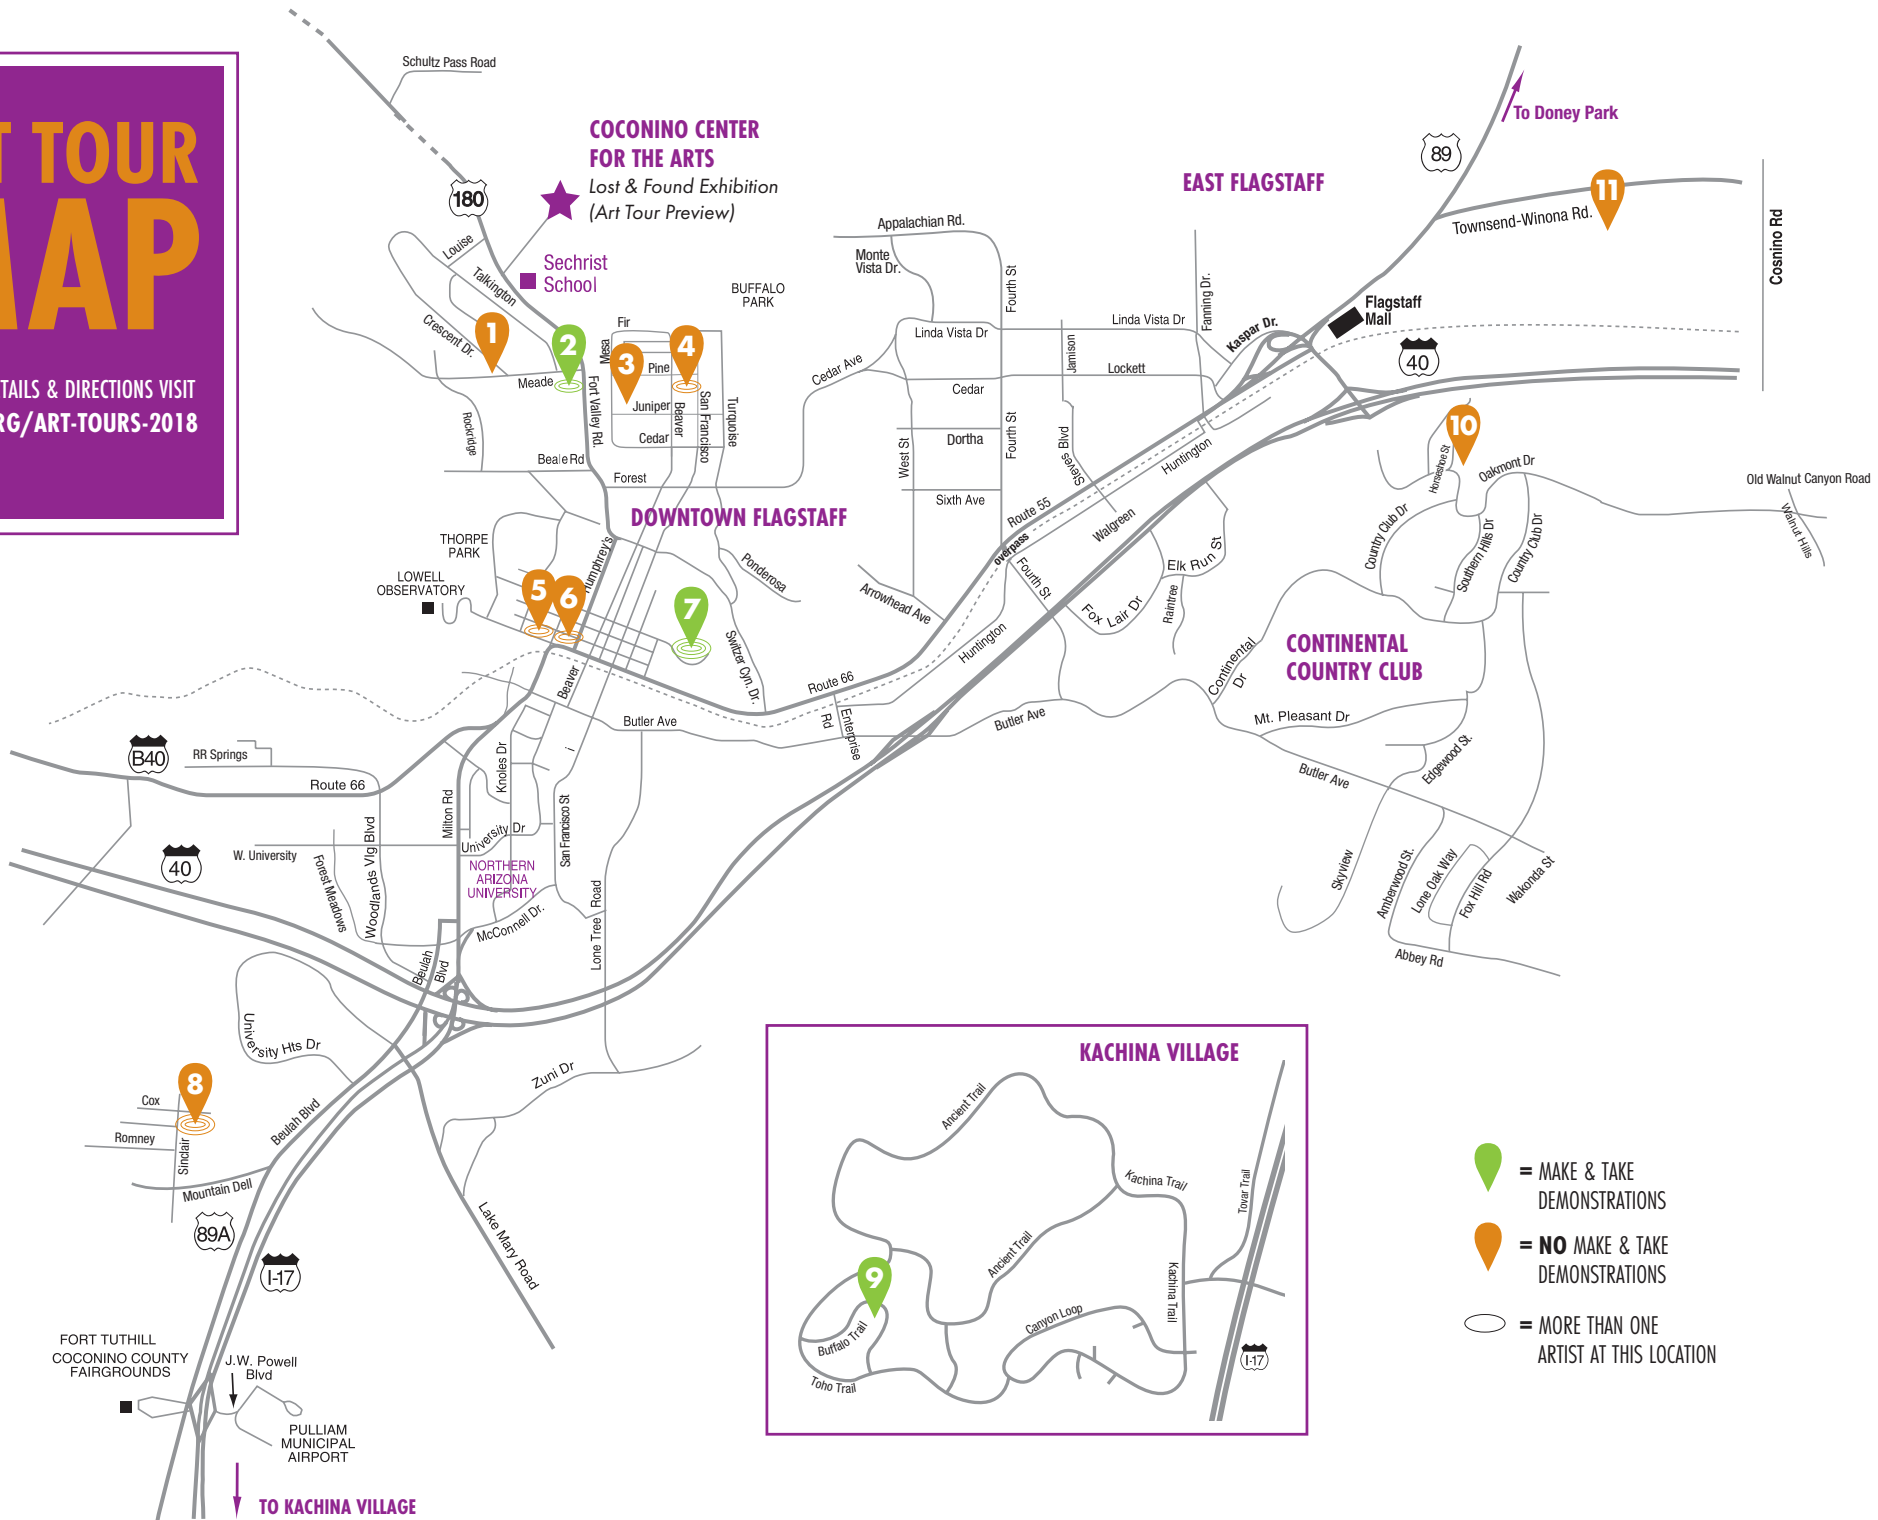 T TOUR
MAP
TAILS & DIRECTIONS VISIT
RG/ART-TOURS-2018
Schultz Pass Road
COCONINO CENTER
FOR THE ARTS
Lost & Found Exhibition
(Art Tour Preview)
180
Louise
Talkington
Sechrist
School
Crescent Dr.
1
2
3
4
Meade
Fir
Mesa
Pine
Juniper
Cedar
Beaver
San Francisco
Turquoise
Fort Valley Rd.
Rockridge
Beale Rd
Forest
BUFFALO
PARK
EAST FLAGSTAFF
To Doney Park
89
11
Townsend-Winona Rd.
Cosnino Rd
Appalachian Rd.
Monte
Vista Dr.
Fourth St
Linda Vista Dr
Linda Vista Dr
Fanning Dr.
Kaspar Dr.
Flagstaff
Mall
40
Jamison
Lockett
Cedar Ave
Cedar
Dortha
Fourth St
West St
Sixth Ave
Steves Blvd
Huntington
Route 55
Walgreen
overpass
Fourth St
Elk Run St
Fox Lair Dr
Raintree
Arrowhead Ave
Huntington
10
Horseshoe St
Oakmont Dr
Old Walnut Canyon Road
Walnut Hills
Country Club Dr
Southern Hills Dr
Country Club Dr
CONTINENTAL
COUNTRY CLUB
Continental
Dr
Mt. Pleasant Dr
Edgewood St.
Butler Ave
Skyview
Amberwood St.
Lone Oak Way
Fox Hill Rd
Wakonda St
Abbey Rd
DOWNTOWN FLAGSTAFF
THORPE
PARK
LOWELL
OBSERVATORY
Humphrey's
Ponderosa
5
6
7
Switzer Cyn. Dr.
Beaver
Route 66
Enterprise
Rd
Butler Ave
Butler Ave
B40
RR Springs
Route 66
40
W. University
Forest Meadows
Woodlands Vlg Blvd
Milton Rd
Knoles Dr
i
University Dr
San Francisco St
NORTHERN
ARIZONA
UNIVERSITY
McConnell Dr.
Lone Tree Road
Beulah
Blvd
University Hts Dr
Zuni Dr
8
Cox
Romney
Sinclair
Beulah Blvd
Mountain Dell
89A
I-17
Lake Mary Road
FORT TUTHILL
COCONINO COUNTY
FAIRGROUNDS
J.W. Powell
Blvd
PULLIAM
MUNICIPAL
AIRPORT
TO KACHINA VILLAGE
KACHINA VILLAGE
Ancient Trail
Kachina Trail
Tovar Trail
Ancient Trail
Kachina Trail
9
Canyon Loop
Buffalo Trail
Toho Trail
I-17
= MAKE & TAKE
DEMONSTRATIONS
= NO MAKE & TAKE
DEMONSTRATIONS
= MORE THAN ONE
ARTIST AT THIS LOCATION